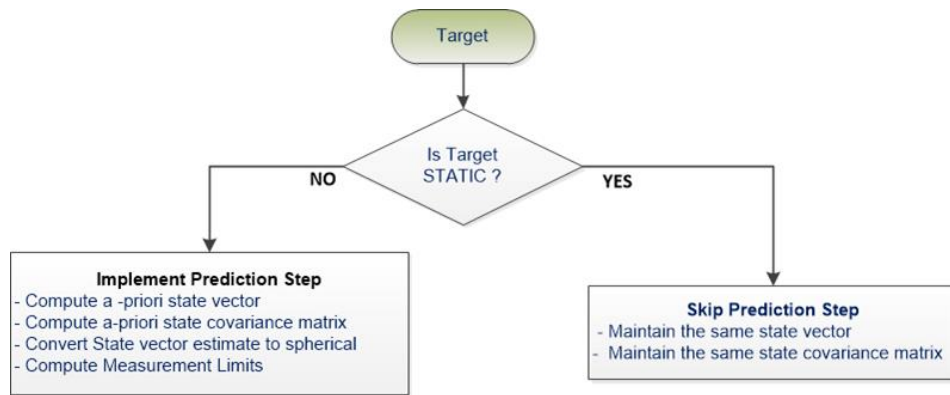 Target
Is Target
STATIC ?
NO
YES
Implement Prediction Step
- Compute a -priori state vector
- Compute a-priori state covariance matrix
- Convert State vector estimate to spherical
- Compute Measurement Limits
Skip Prediction Step
- Maintain the same state vector
- Maintain the same state covariance matrix